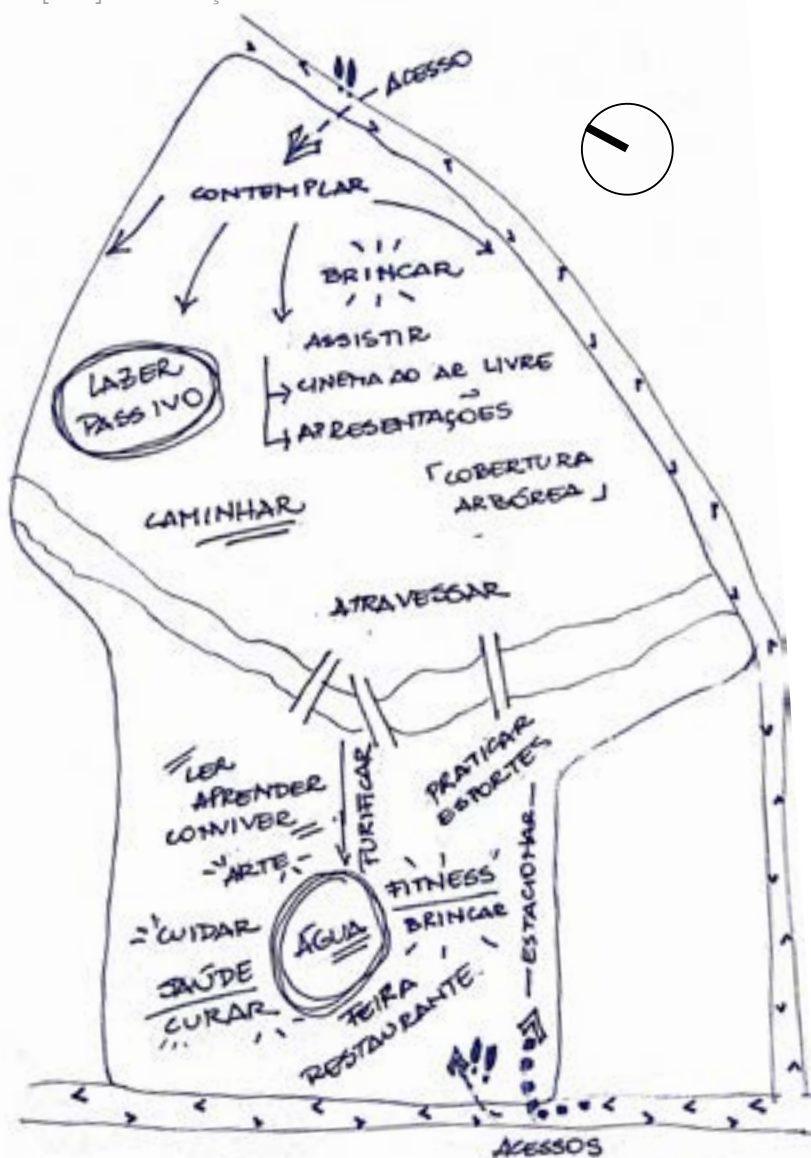 ACESSO
CONTEMPLAR
BRINCAR
ASSISTIR
CINEMA AO AR LIVRE
APRESENTAÇÕES
LAZER
PASSIVO
COBERTURA
ARBÓREA
CAMINHAR
ATRAVESSAR
LER
APRENDER
CONVIVER
ARTE
PURIFICAR
PRATICAR
ESPORTES
ESTACIONAR
FITNESS
BRINCAR
CUIDAR
ÁGUA
SAÚDE
CURAR
FEIRA
RESTAURANTE
ACESSOS